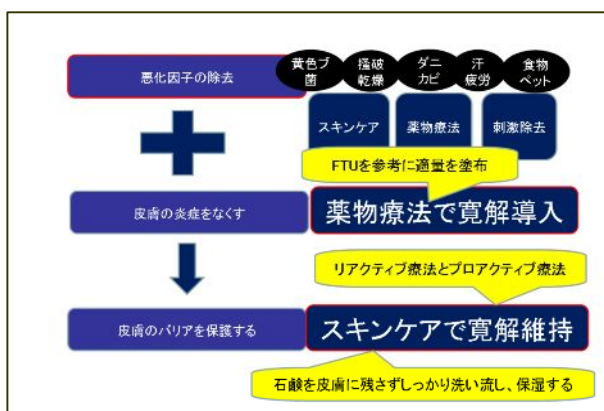 黄色ブ
菌
掻破
乾燥
ダニ
カビ
汗
疲労
食物
ペット
悪化因子の除去
スキンケア
薬物療法
刺激除去
FTUを参考に適量を塗布
皮膚の炎症をなくす
薬物療法で寛解導入
リアクティブ療法とプロアクティブ療法
皮膚のバリアを保護する
スキンケアで寛解維持
石鹸を皮膚に残さずしっかり洗い流し、保湿する